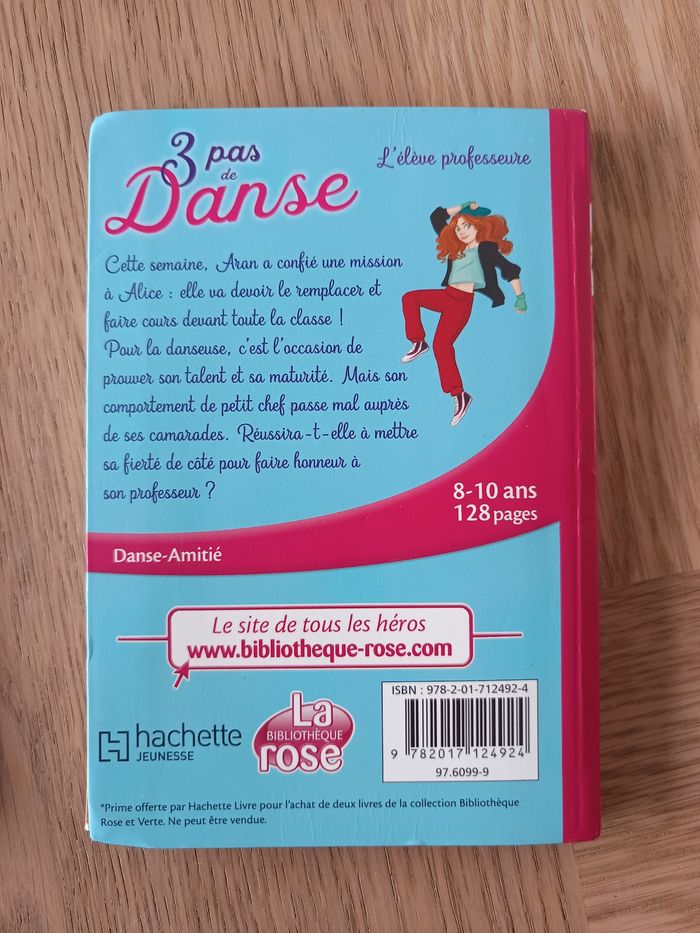 3 pas
de
Danse
L'élève professeure
Cette semaine, Aran a confié une mission
à Alice : elle va devoir le remplacer et
faire cours devant toute la classe !
Pour la danseuse, c'est l'occasion de
prouver son talent et sa maturité. Mais son
comportement de petit chef passe mal auprès
de ses camarades. Réussira-t-elle à mettre
sa fierté de côté pour faire honneur à
son professeur ?
8-10 ans
128 pages
Danse-Amitié
Le site de tous les héros
www.bibliotheque-rose.com
hachette
JEUNESSE
La
BIBLIOTHÈQUE
rose
ISBN : 978-2-01-712492-4
9 782017 124924
97.6099-9
*Prime offerte par Hachette Livre pour l'achat de deux livres de la collection Bibliothèque
Rose et Verte. Ne peut être vendue.